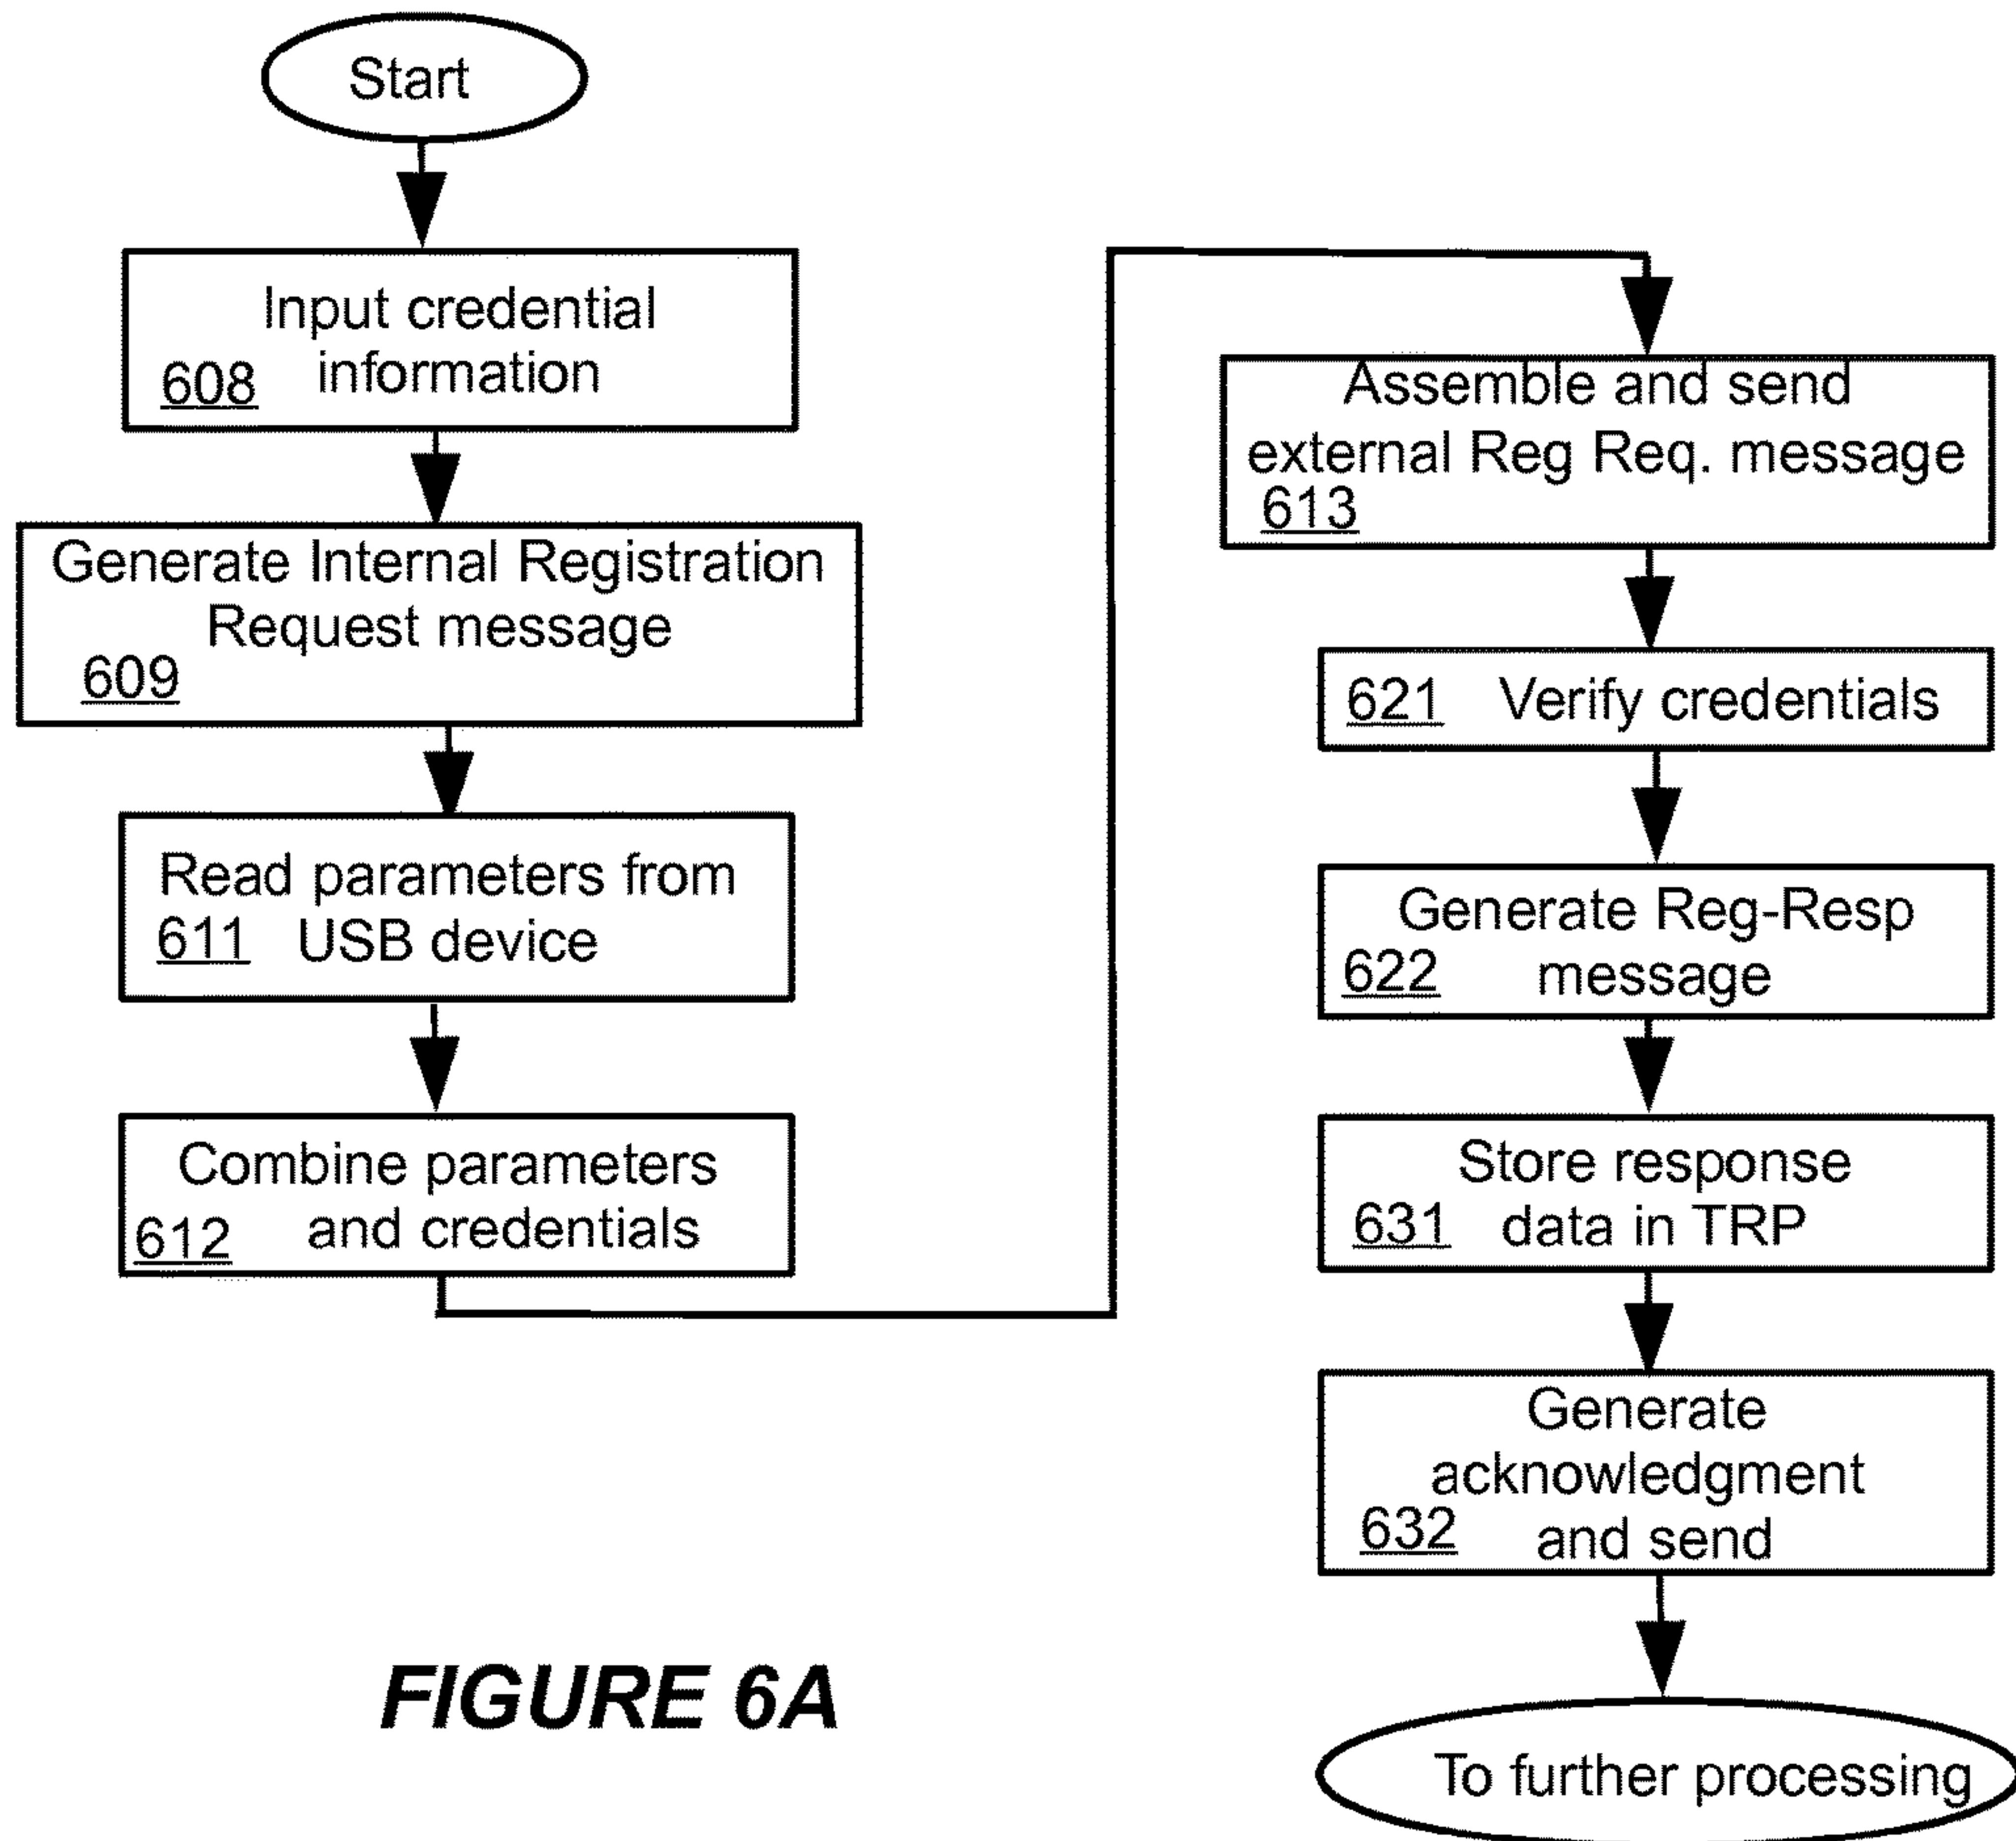 Start
Input credential
information
608
Generate Internal Registration
Request message
609
Read parameters from
611 USB device
Combine parameters
612 and credentials
Assemble and send
external Reg Req. message
613
621 Verify credentials
Generate Reg-Resp
622 message
Store response
631 data in TRP
Generate
acknowledgment
632 and send
To further processing
FIGURE 6A